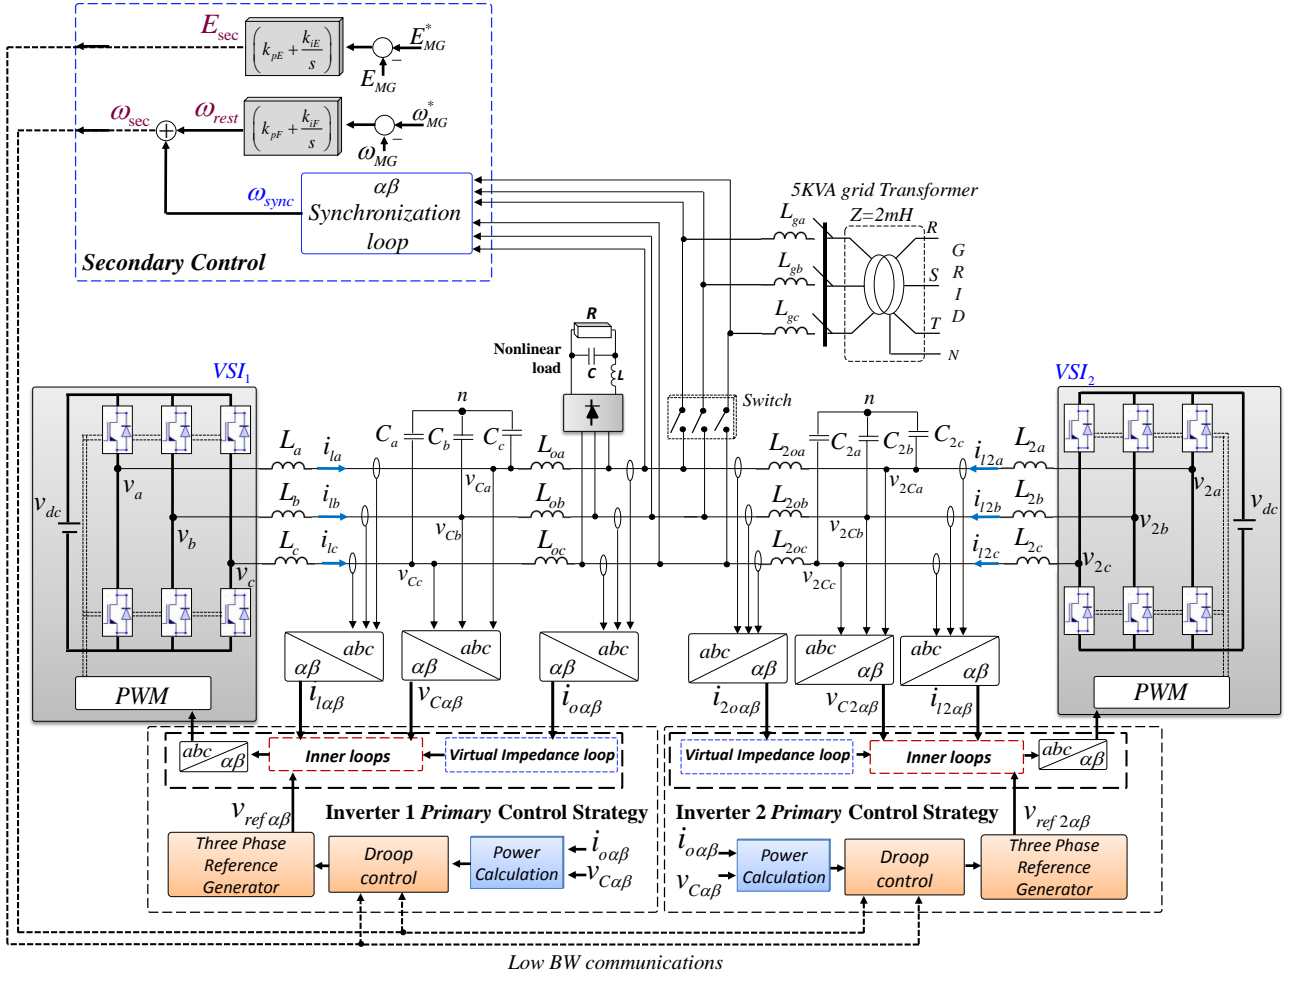 E_sec
(k_pE + k_iE/s)
E*_MG
−
E_MG
ω_sec
ω_rest
(k_pF + k_iF/s)
ω*_MG
−
ω_MG
ω_sync
αβ
Synchronization
loop
Secondary Control
5KVA grid Transformer
Z=2mH
L_ga
L_gb
L_gc
R
S
T
N
G
R
I
D
R
Nonlinear
load
C
L
Switch
VSI_1
VSI_2
n
n
C_a
C_b
C_c
C_2a
C_2b
C_2c
L_a
i_la
L_oa
L_2oa
i_l2a
L_2a
v_a
v_Ca
v_2Ca
v_2a
v_dc
v_dc
L_b
i_lb
L_ob
L_2ob
i_l2b
L_2b
v_b
v_Cb
v_2Cb
v_2b
L_c
i_lc
L_oc
L_2oc
i_l2c
L_2c
v_c
v_Cc
v_2Cc
v_2c
abc
αβ
abc
αβ
abc
αβ
abc
αβ
abc
αβ
abc
αβ
PWM
PWM
i_lαβ
v_Cαβ
i_oαβ
i_2oαβ
v_C2αβ
i_l2αβ
abc
αβ
Inner loops
Virtual Impedance loop
Virtual Impedance loop
Inner loops
abc
αβ
v_ref αβ
Inverter 1 Primary Control Strategy
Inverter 2 Primary Control Strategy
v_ref 2αβ
Three Phase
Reference
Generator
Droop
control
Power
Calculation
i_oαβ
v_Cαβ
i_oαβ
v_Cαβ
Power
Calculation
Droop
control
Three Phase
Reference
Generator
Low BW communications